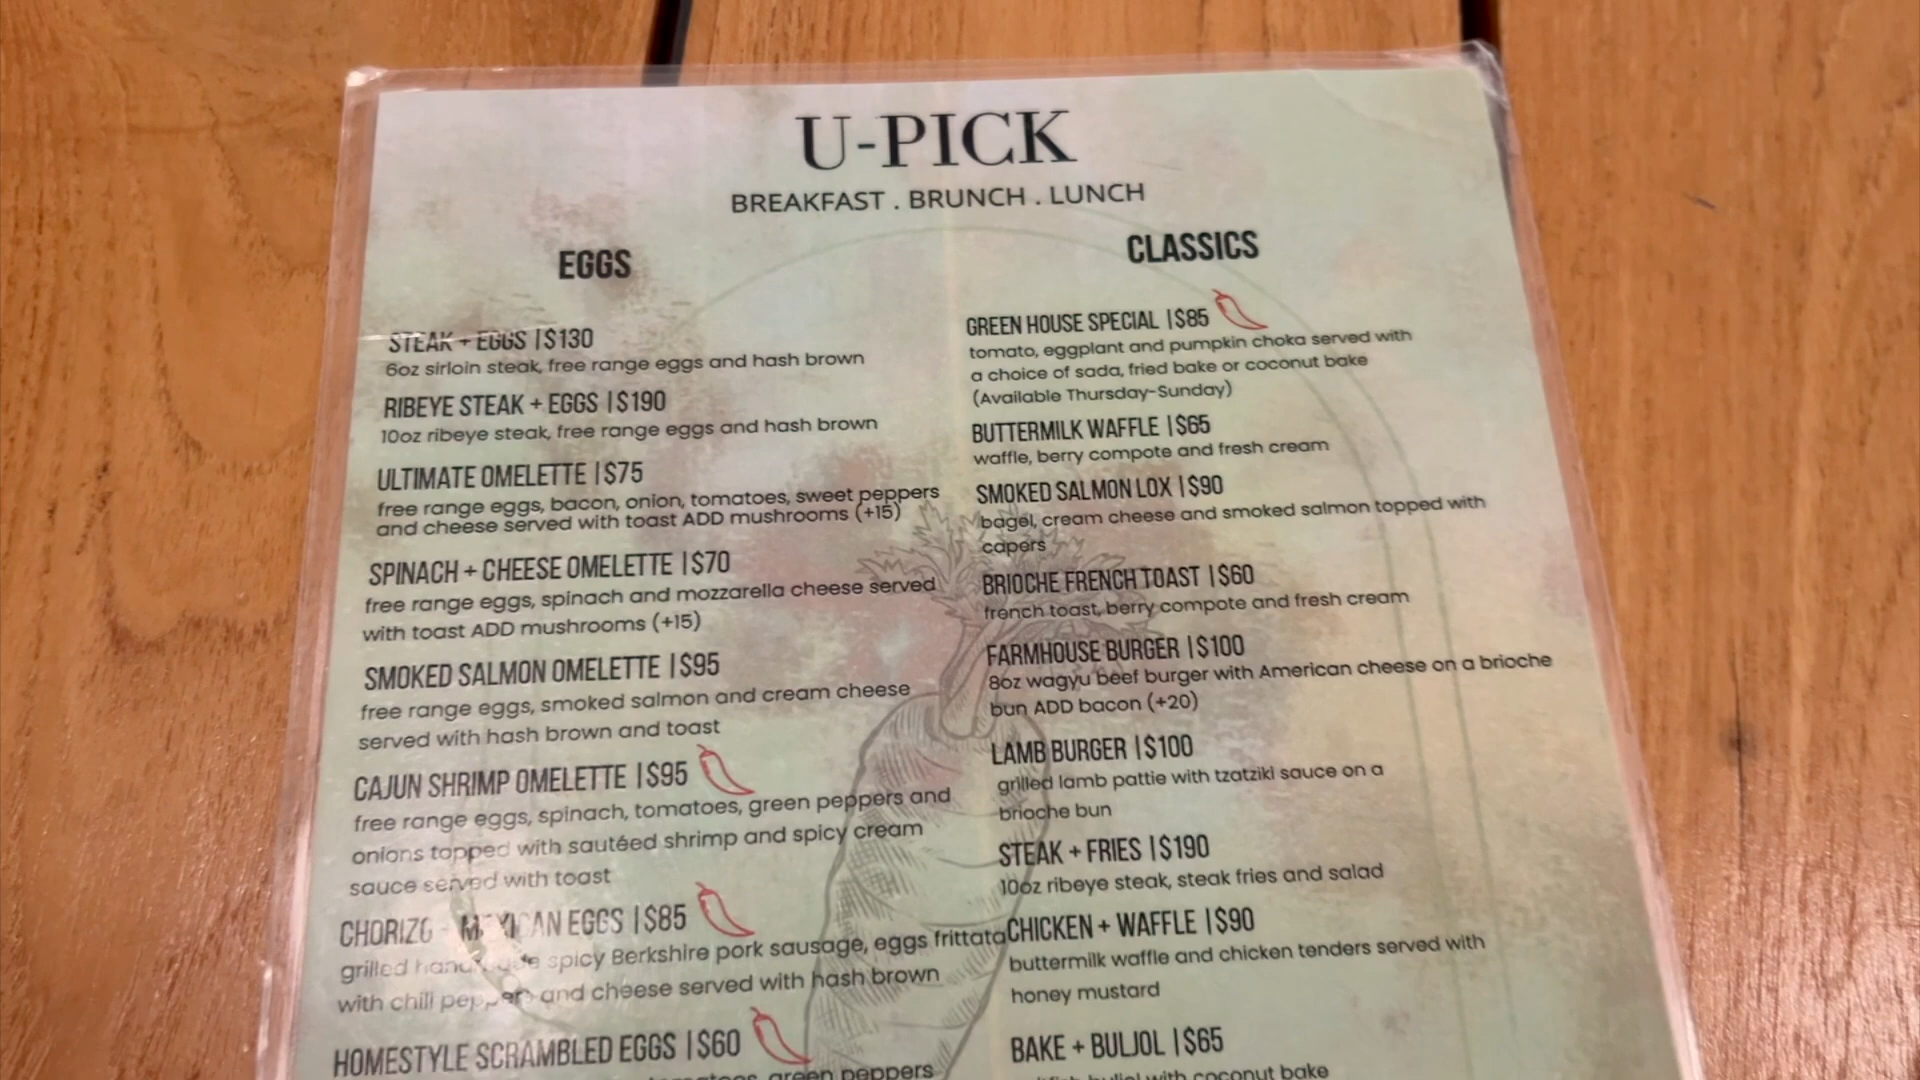 U-PICK
BREAKFAST . BRUNCH . LUNCH
EGGS
STEAK + EGGS | $130
6oz sirloin steak, free range eggs and hash brown
RIBEYE STEAK + EGGS | $190
10oz ribeye steak, free range eggs and hash brown
ULTIMATE OMELETTE | $75
free range eggs, bacon, onion, tomatoes, sweet peppers
and cheese served with toast ADD mushrooms (+15)
SPINACH + CHEESE OMELETTE | $70
free range eggs, spinach and mozzarella cheese served
with toast ADD mushrooms (+15)
SMOKED SALMON OMELETTE | $95
free range eggs, smoked salmon and cream cheese
served with hash brown and toast
CAJUN SHRIMP OMELETTE | $95
free range eggs, spinach, tomatoes, green peppers and
onions topped with sautéed shrimp and spicy cream
sauce served with toast
CHORIZO - MEXICAN EGGS | $85
grilled handmade spicy Berkshire pork sausage, eggs frittata
with chili peppers and cheese served with hash brown
HOMESTYLE SCRAMBLED EGGS | $60
tomatoes, green peppers
CLASSICS
GREEN HOUSE SPECIAL | $85
tomato, eggplant and pumpkin choka served with
a choice of sada, fried bake or coconut bake
(Available Thursday-Sunday)
BUTTERMILK WAFFLE | $65
waffle, berry compote and fresh cream
SMOKED SALMON LOX | $90
bagel, cream cheese and smoked salmon topped with
capers
BRIOCHE FRENCH TOAST | $60
french toast, berry compote and fresh cream
FARMHOUSE BURGER | $100
8oz wagyu beef burger with American cheese on a brioche
bun ADD bacon (+20)
LAMB BURGER | $100
grilled lamb pattie with tzatziki sauce on a
brioche bun
STEAK + FRIES | $190
10oz ribeye steak, steak fries and salad
CHICKEN + WAFFLE | $90
buttermilk waffle and chicken tenders served with
honey mustard
BAKE + BULJOL | $65
buljol with coconut bake